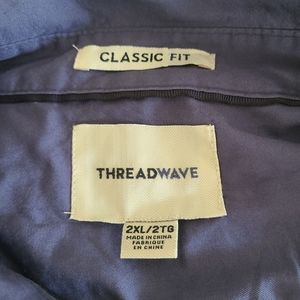 CLASSIC FIT
THREADWAVE
2XL/2TG
MADE IN CHINA
FABRIQUÉ
EN CHINE